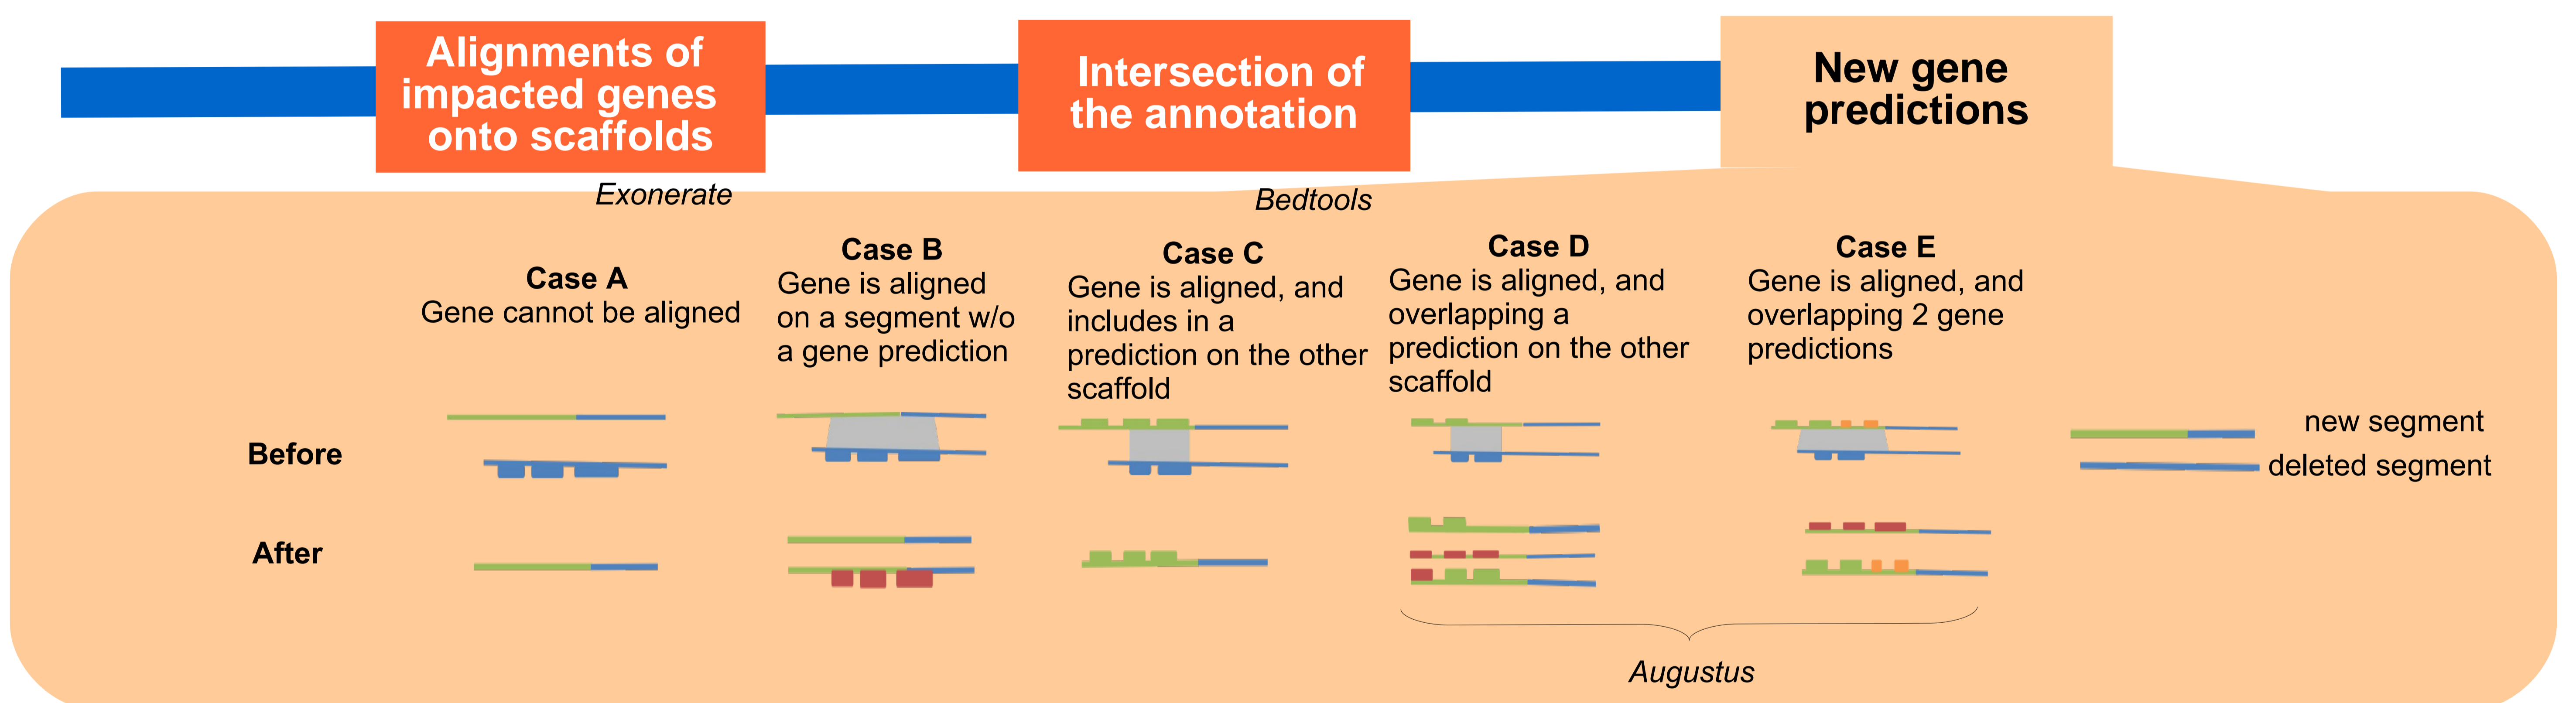 Alignments of
impacted genes
onto scaffolds
Intersection of
the annotation
New gene
predictions
Exonerate
Bedtools
Case A
Gene cannot be aligned
Case B
Gene is aligned
on a segment w/o
a gene prediction
Case C
Gene is aligned, and
includes in a
prediction on the other
scaffold
Case D
Gene is aligned, and
overlapping a
prediction on the other
scaffold
Case E
Gene is aligned, and
overlapping 2 gene
predictions
Before
new segment
deleted segment
After
Augustus